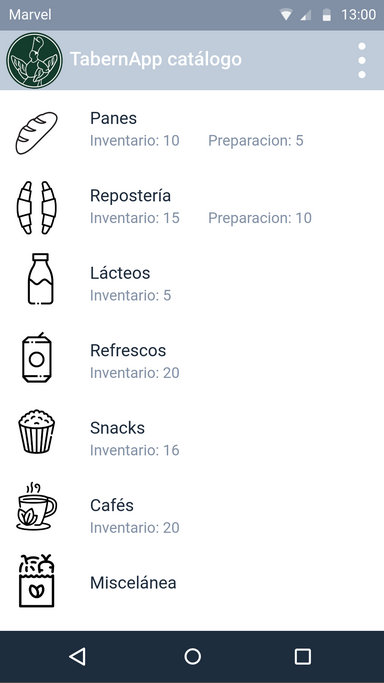 Marvel 13:00
TabernApp catálogo
Panes
Inventario: 10 Preparacion: 5
Repostería
Inventario: 15 Preparacion: 10
Lácteos
Inventario: 5
Refrescos
Inventario: 20
Snacks
Inventario: 16
Cafés
Inventario: 20
Miscelánea